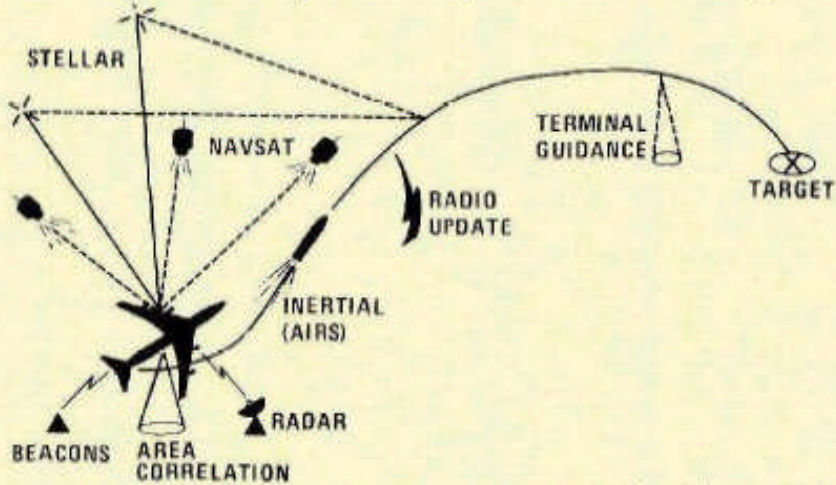 STELLAR
NAVSAT
TERMINAL
GUIDANCE
TARGET
RADIO
UPDATE
INERTIAL
(AIRS)
BEACONS
AREA
CORRELATION
RADAR